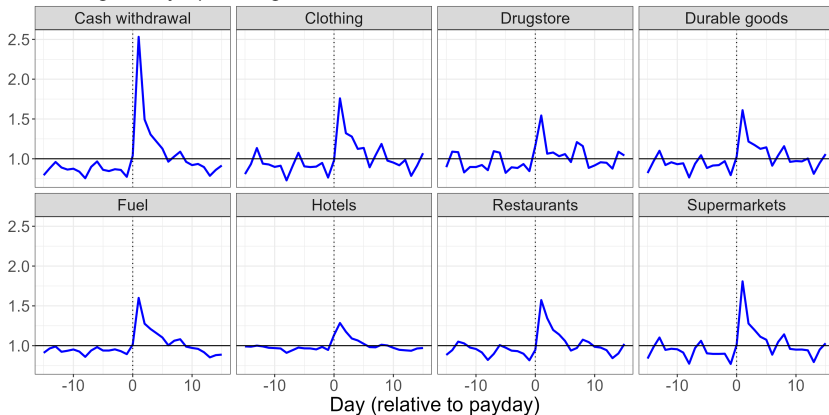 Cash withdrawal Clothing Drugstore Durable goods
2.5
2.0
1.5
1.0
Fuel Hotels Restaurants Supermarkets
2.5
2.0
1.5
1.0
-10 0 10 -10 0 10 -10 0 10 -10 0 10
Day (relative to payday)